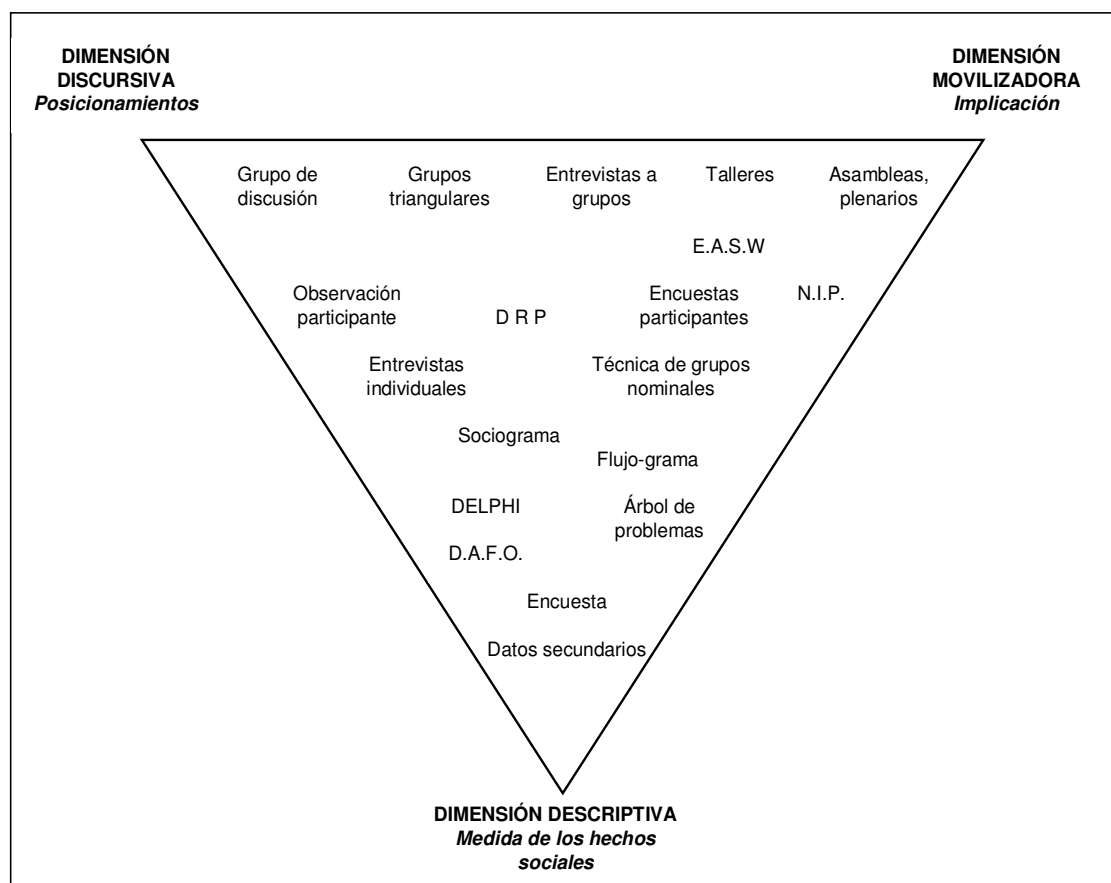 DIMENSIÓN
DISCURSIVA
Posicionamientos
DIMENSIÓN
MOVILIZADORA
Implicación
Grupo de
discusión
Grupos
triangulares
Entrevistas a
grupos
Talleres
Asambleas,
plenarios
E.A.S.W
Observación
participante
D R P
Encuestas
participantes
N.I.P.
Entrevistas
individuales
Técnica de grupos
nominales
Sociograma
Flujo-grama
DELPHI
Árbol de
problemas
D.A.F.O.
Encuesta
Datos secundarios
DIMENSIÓN DESCRIPTIVA
Medida de los hechos
sociales